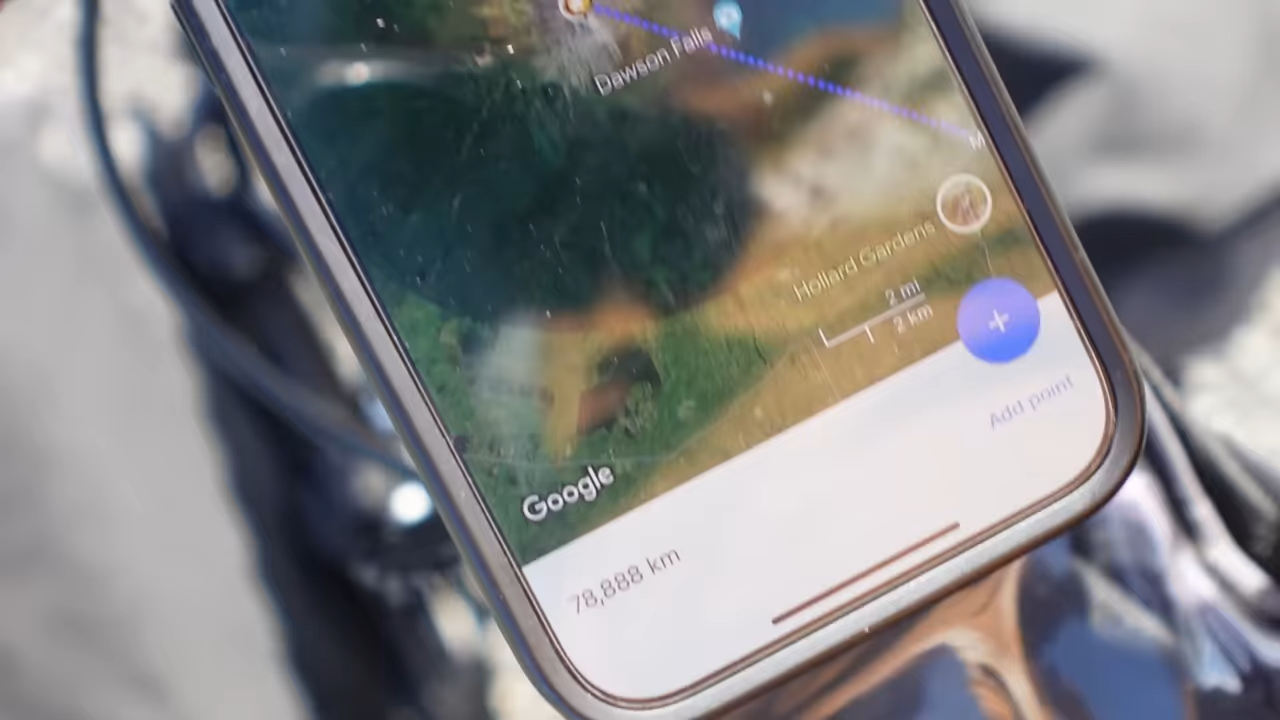 Dawson Falls
M
Hollard Gardens
2 mi
2 km
Add point
Google
78,888 km